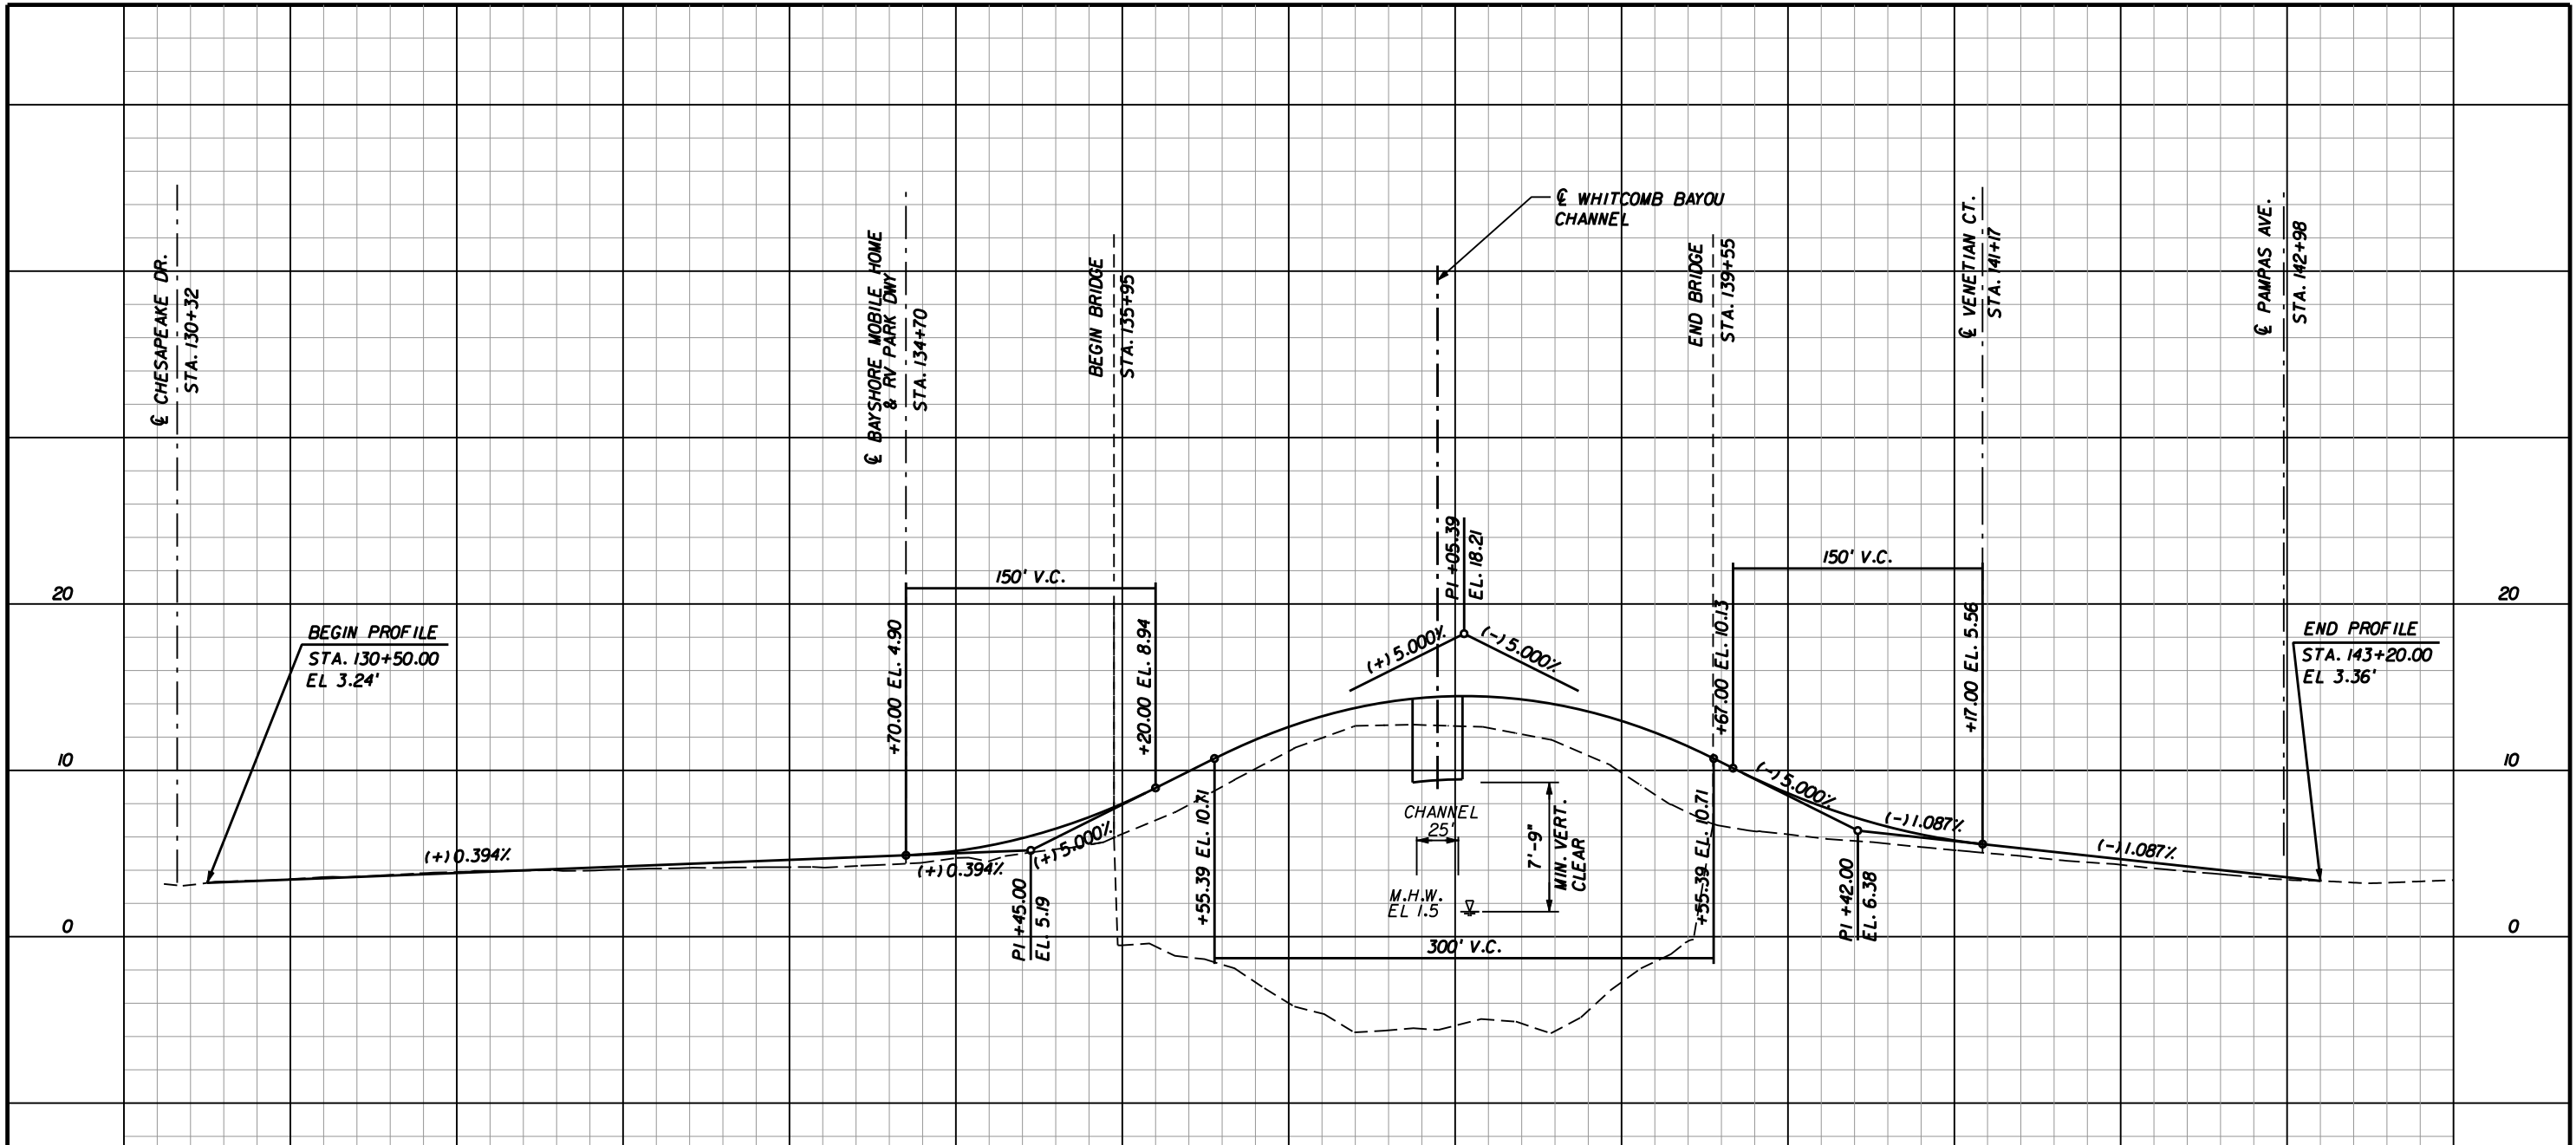 ℄ CHESAPEAKE DR.
STA. 130+32
℄ BAYSHORE MOBILE HOME
& RV PARK DWY
STA. 134+70
BEGIN BRIDGE
STA. 135+95
℄ WHITCOMB BAYOU
CHANNEL
END BRIDGE
STA. 139+55
℄ VENETIAN CT.
STA. 141+17
℄ PAMPAS AVE.
STA. 142+98
20
20
10
10
0
0
BEGIN PROFILE
STA. 130+50.00
EL 3.24'
(+)0.394%
150' V.C.
+70.00 EL. 4.90
+20.00 EL. 8.94
(+)0.394%
(+)5.000%
PI +45.00
EL. 5.19
PI +05.39
EL. 18.21
(+)5.000%
(-)5.000%
+55.39 EL. 10.71
CHANNEL
25'
M.H.W.
EL 1.5
7'-9"
MIN. VERT.
CLEAR
300' V.C.
+55.39 EL. 10.71
150' V.C.
+67.00 EL. 10.13
+17.00 EL. 5.56
(-)5.000%
(-)1.087%
PI +42.00
EL. 6.38
(-)1.087%
END PROFILE
STA. 143+20.00
EL 3.36'